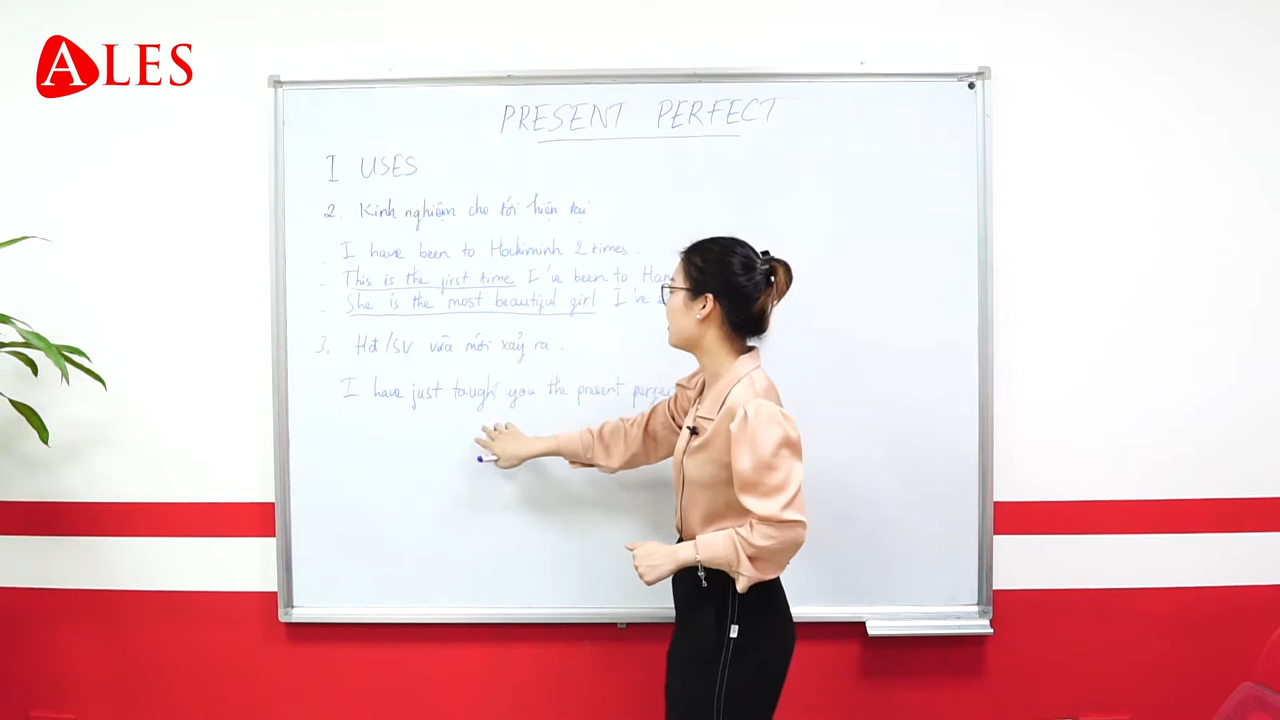 ALES
PRESENT PERFECT
I USES
2. Kinh nghiệm cho tới hiện tại
. I have been to Hochiminh 2 times.
- This is the first time I've been to Han
. She is the most beautiful girl I've
3. Hđ/SV vừa mới xảy ra.
I have just taught you the present perfec